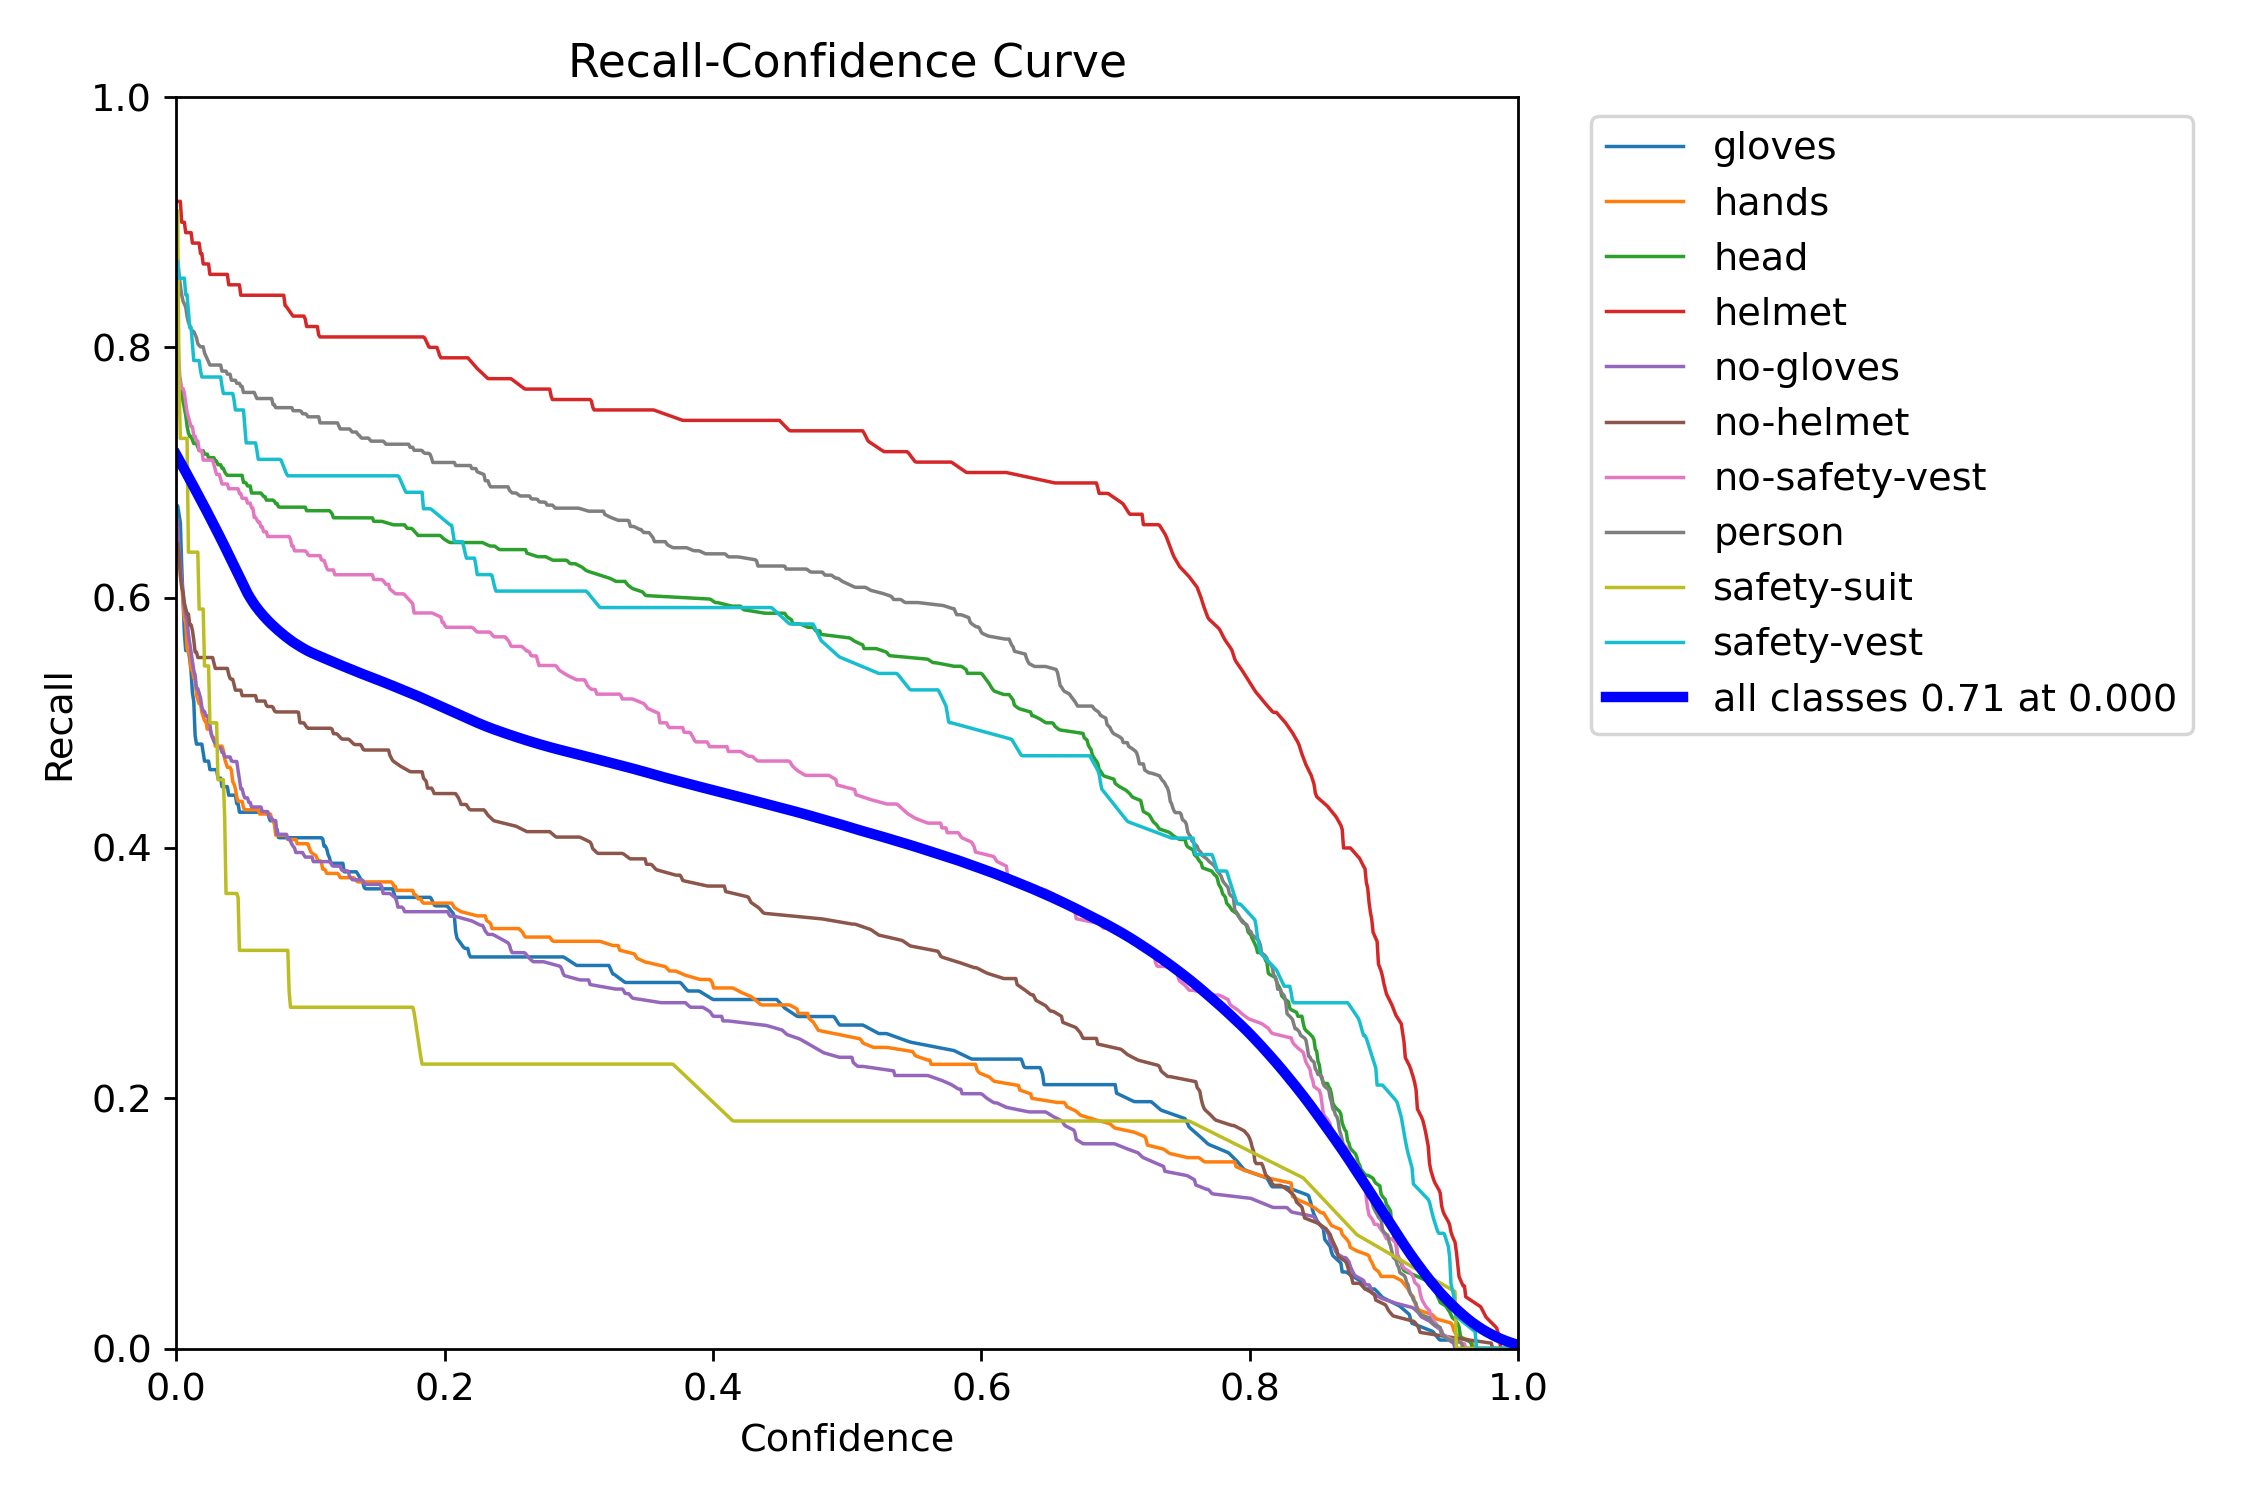 Recall-Confidence Curve
1.0
0.8
0.6
0.4
0.2
0.0
Recall
0.0 0.2 0.4 0.6 0.8 1.0
Confidence
gloves
hands
head
helmet
no-gloves
no-helmet
no-safety-vest
person
safety-suit
safety-vest
all classes 0.71 at 0.000